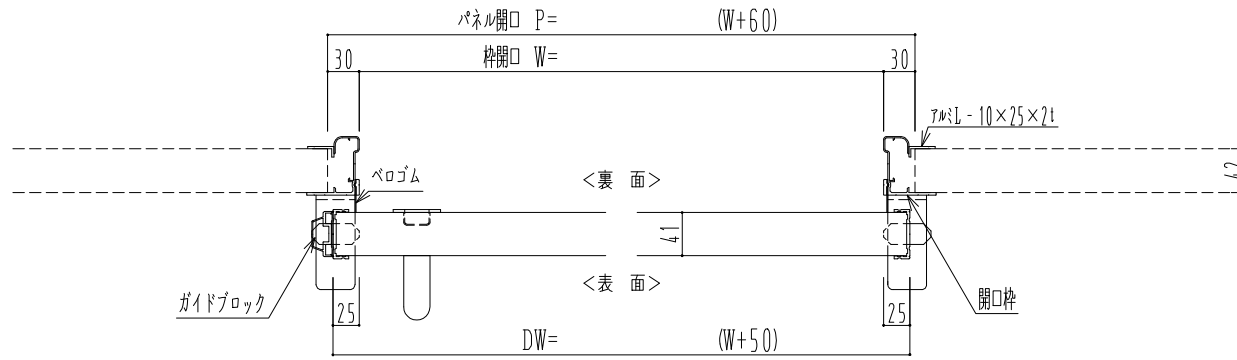 パネル開口 P= (W+60)
30 枠開口 W= 30
アルミL-10×25×2t
ベロゴム
<裏 面>
42
41
<表 面>
ガイドブロック
開口枠
25 25
DW= (W+50)